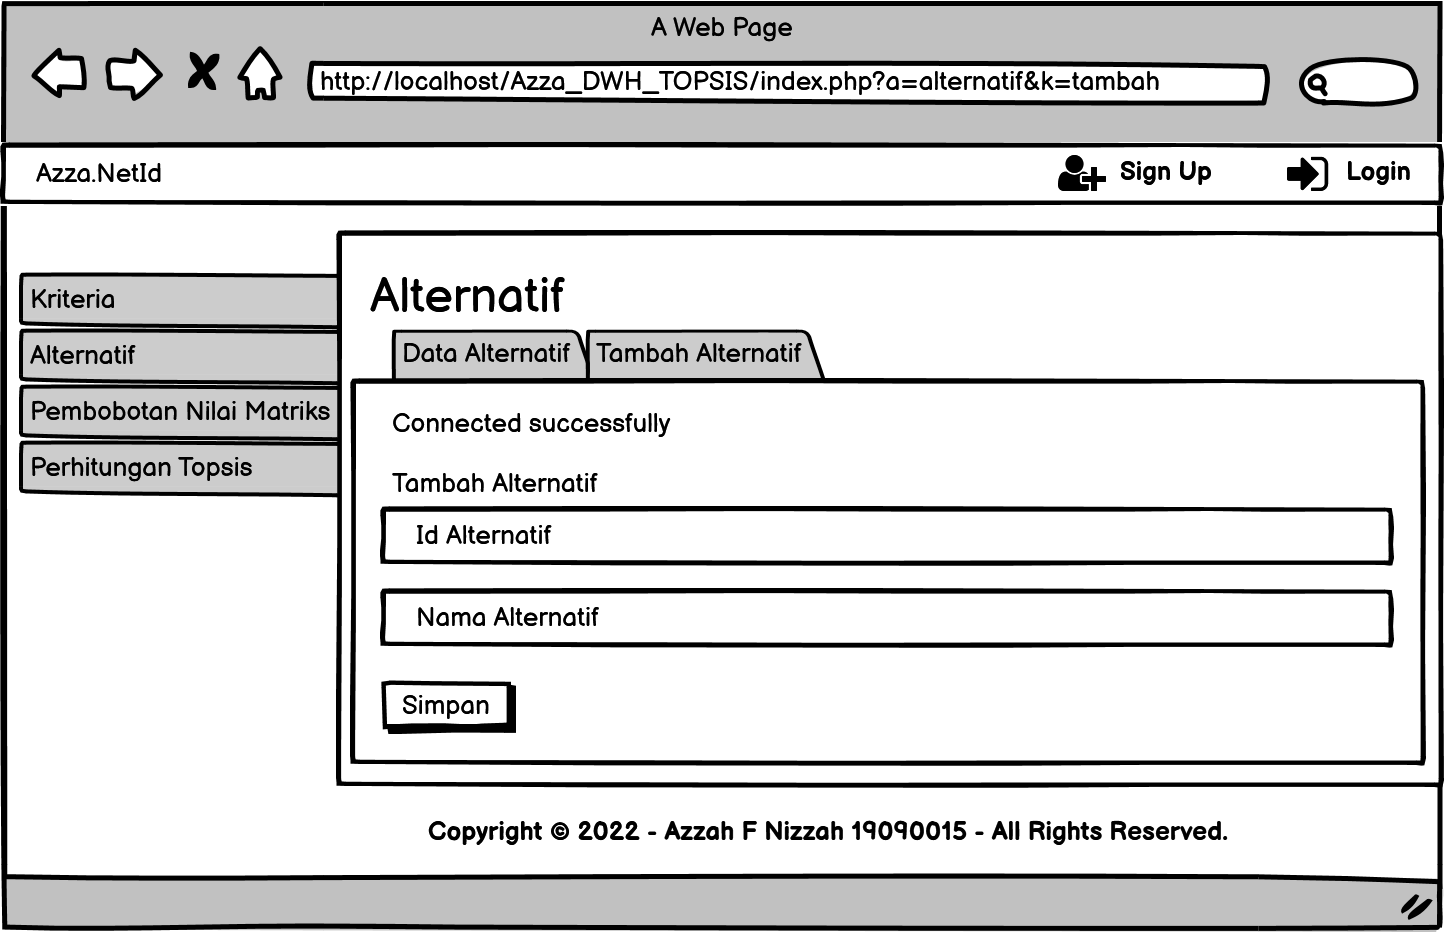 A Web Page
http://localhost/Azza_DWH_TOPSIS/index.php?a=alternatif&k=tambah
Azza.NetId
Sign Up
Login
Kriteria
Alternatif
Pembobotan Nilai Matriks
Perhitungan Topsis
Alternatif
Data Alternatif
Tambah Alternatif
Connected successfully
Tambah Alternatif
Id Alternatif
Nama Alternatif
Simpan
Copyright © 2022 - Azzah F Nizzah 19090015 - All Rights Reserved.